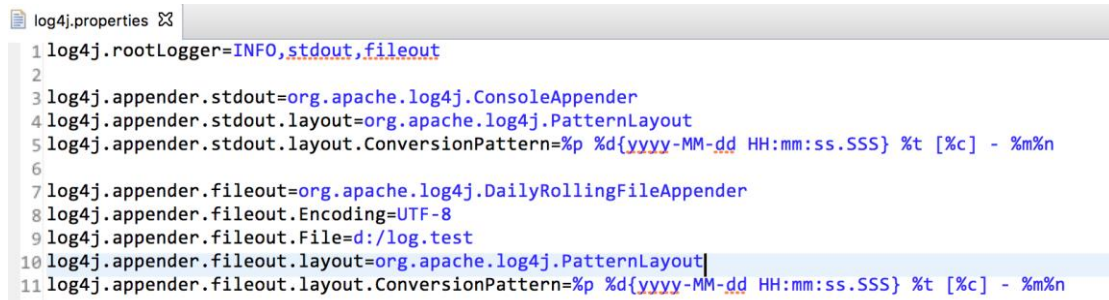 log4j.properties
1 log4j.rootLogger=INFO,stdout,fileout
2
3 log4j.appender.stdout=org.apache.log4j.ConsoleAppender
4 log4j.appender.stdout.layout=org.apache.log4j.PatternLayout
5 log4j.appender.stdout.layout.ConversionPattern=%p %d{yyyy-MM-dd HH:mm:ss.SSS} %t [%c] - %m%n
6
7 log4j.appender.fileout=org.apache.log4j.DailyRollingFileAppender
8 log4j.appender.fileout.Encoding=UTF-8
9 log4j.appender.fileout.File=d:/log.test
10 log4j.appender.fileout.layout=org.apache.log4j.PatternLayout
11 log4j.appender.fileout.layout.ConversionPattern=%p %d{yyyy-MM-dd HH:mm:ss.SSS} %t [%c] - %m%n